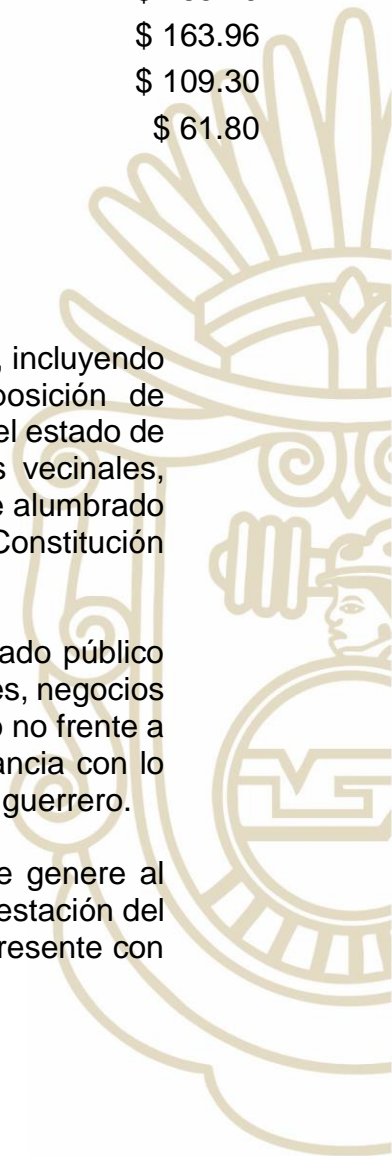 $ 163.96
$ 109.30
$ 61.80
, incluyendo
posición de
el estado de
s vecinales,
e alumbrado
Constitución
ado público
es, negocios
o no frente a
ancia con lo
guerrero.
e genere al
estación del
resente con